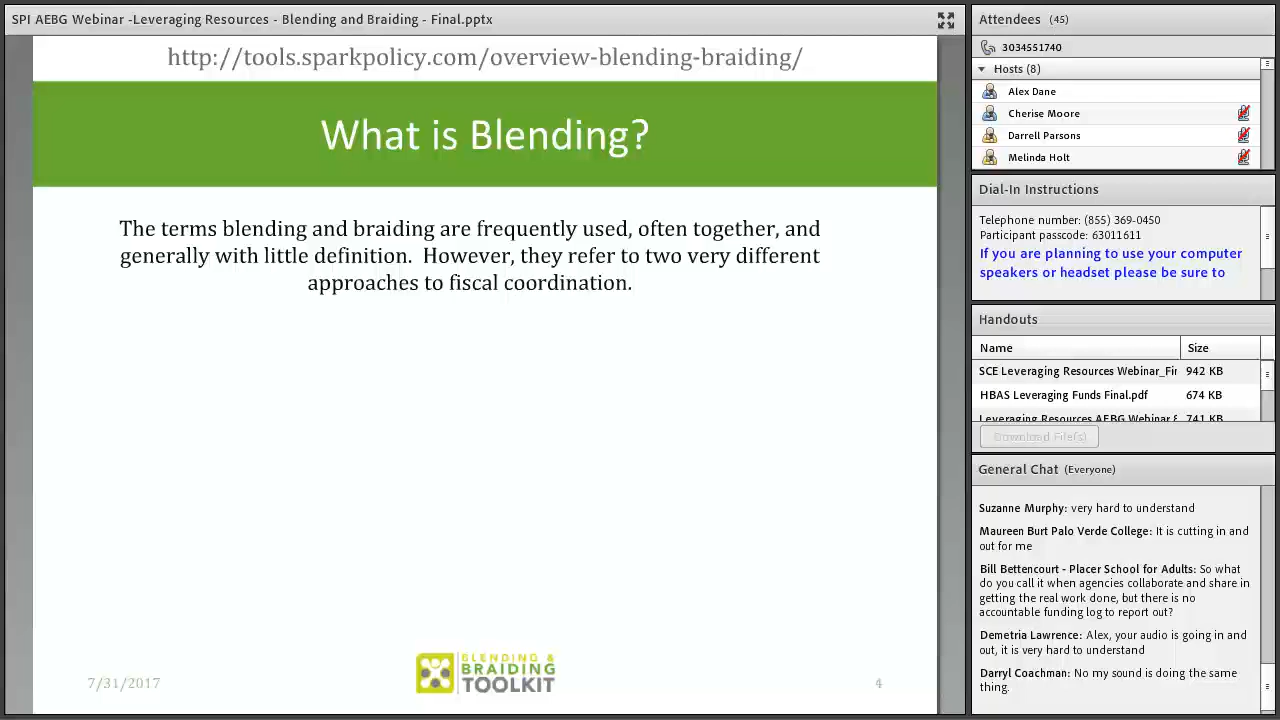 SPI AEBG Webinar -Leveraging Resources - Blending and Braiding - Final.pptx
http://tools.sparkpolicy.com/overview-blending-braiding/
What is Blending?
The terms blending and braiding are frequently used, often together, and
generally with little definition.  However, they refer to two very different
approaches to fiscal coordination.
7/31/2017
BLENDING &
BRAIDING
TOOLKIT
4
Attendees (45)
3034551740
Hosts (8)
Alex Dane
Cherise Moore
Darrell Parsons
Melinda Holt
Dial-In Instructions
Telephone number: (855) 369-0450
Participant passcode: 63011611
If you are planning to use your computer
speakers or headset please be sure to
Handouts
Name Size
SCE Leveraging Resources Webinar_Fir 942 KB
HBAS Leveraging Funds Final.pdf 674 KB
Leveraging Resources AEBG Webinar 741 KB
Download File(s)
General Chat (Everyone)
Suzanne Murphy: very hard to understand
Maureen Burt Palo Verde College: It is cutting in and
out for me
Bill Bettencourt - Placer School for Adults: So what
do you call it when agencies collaborate and share in
getting the real work done, but there is no
accountable funding log to report out?
Demetria Lawrence: Alex, your audio is going in and
out, it is very hard to understand
Darryl Coachman: No my sound is doing the same
thing.